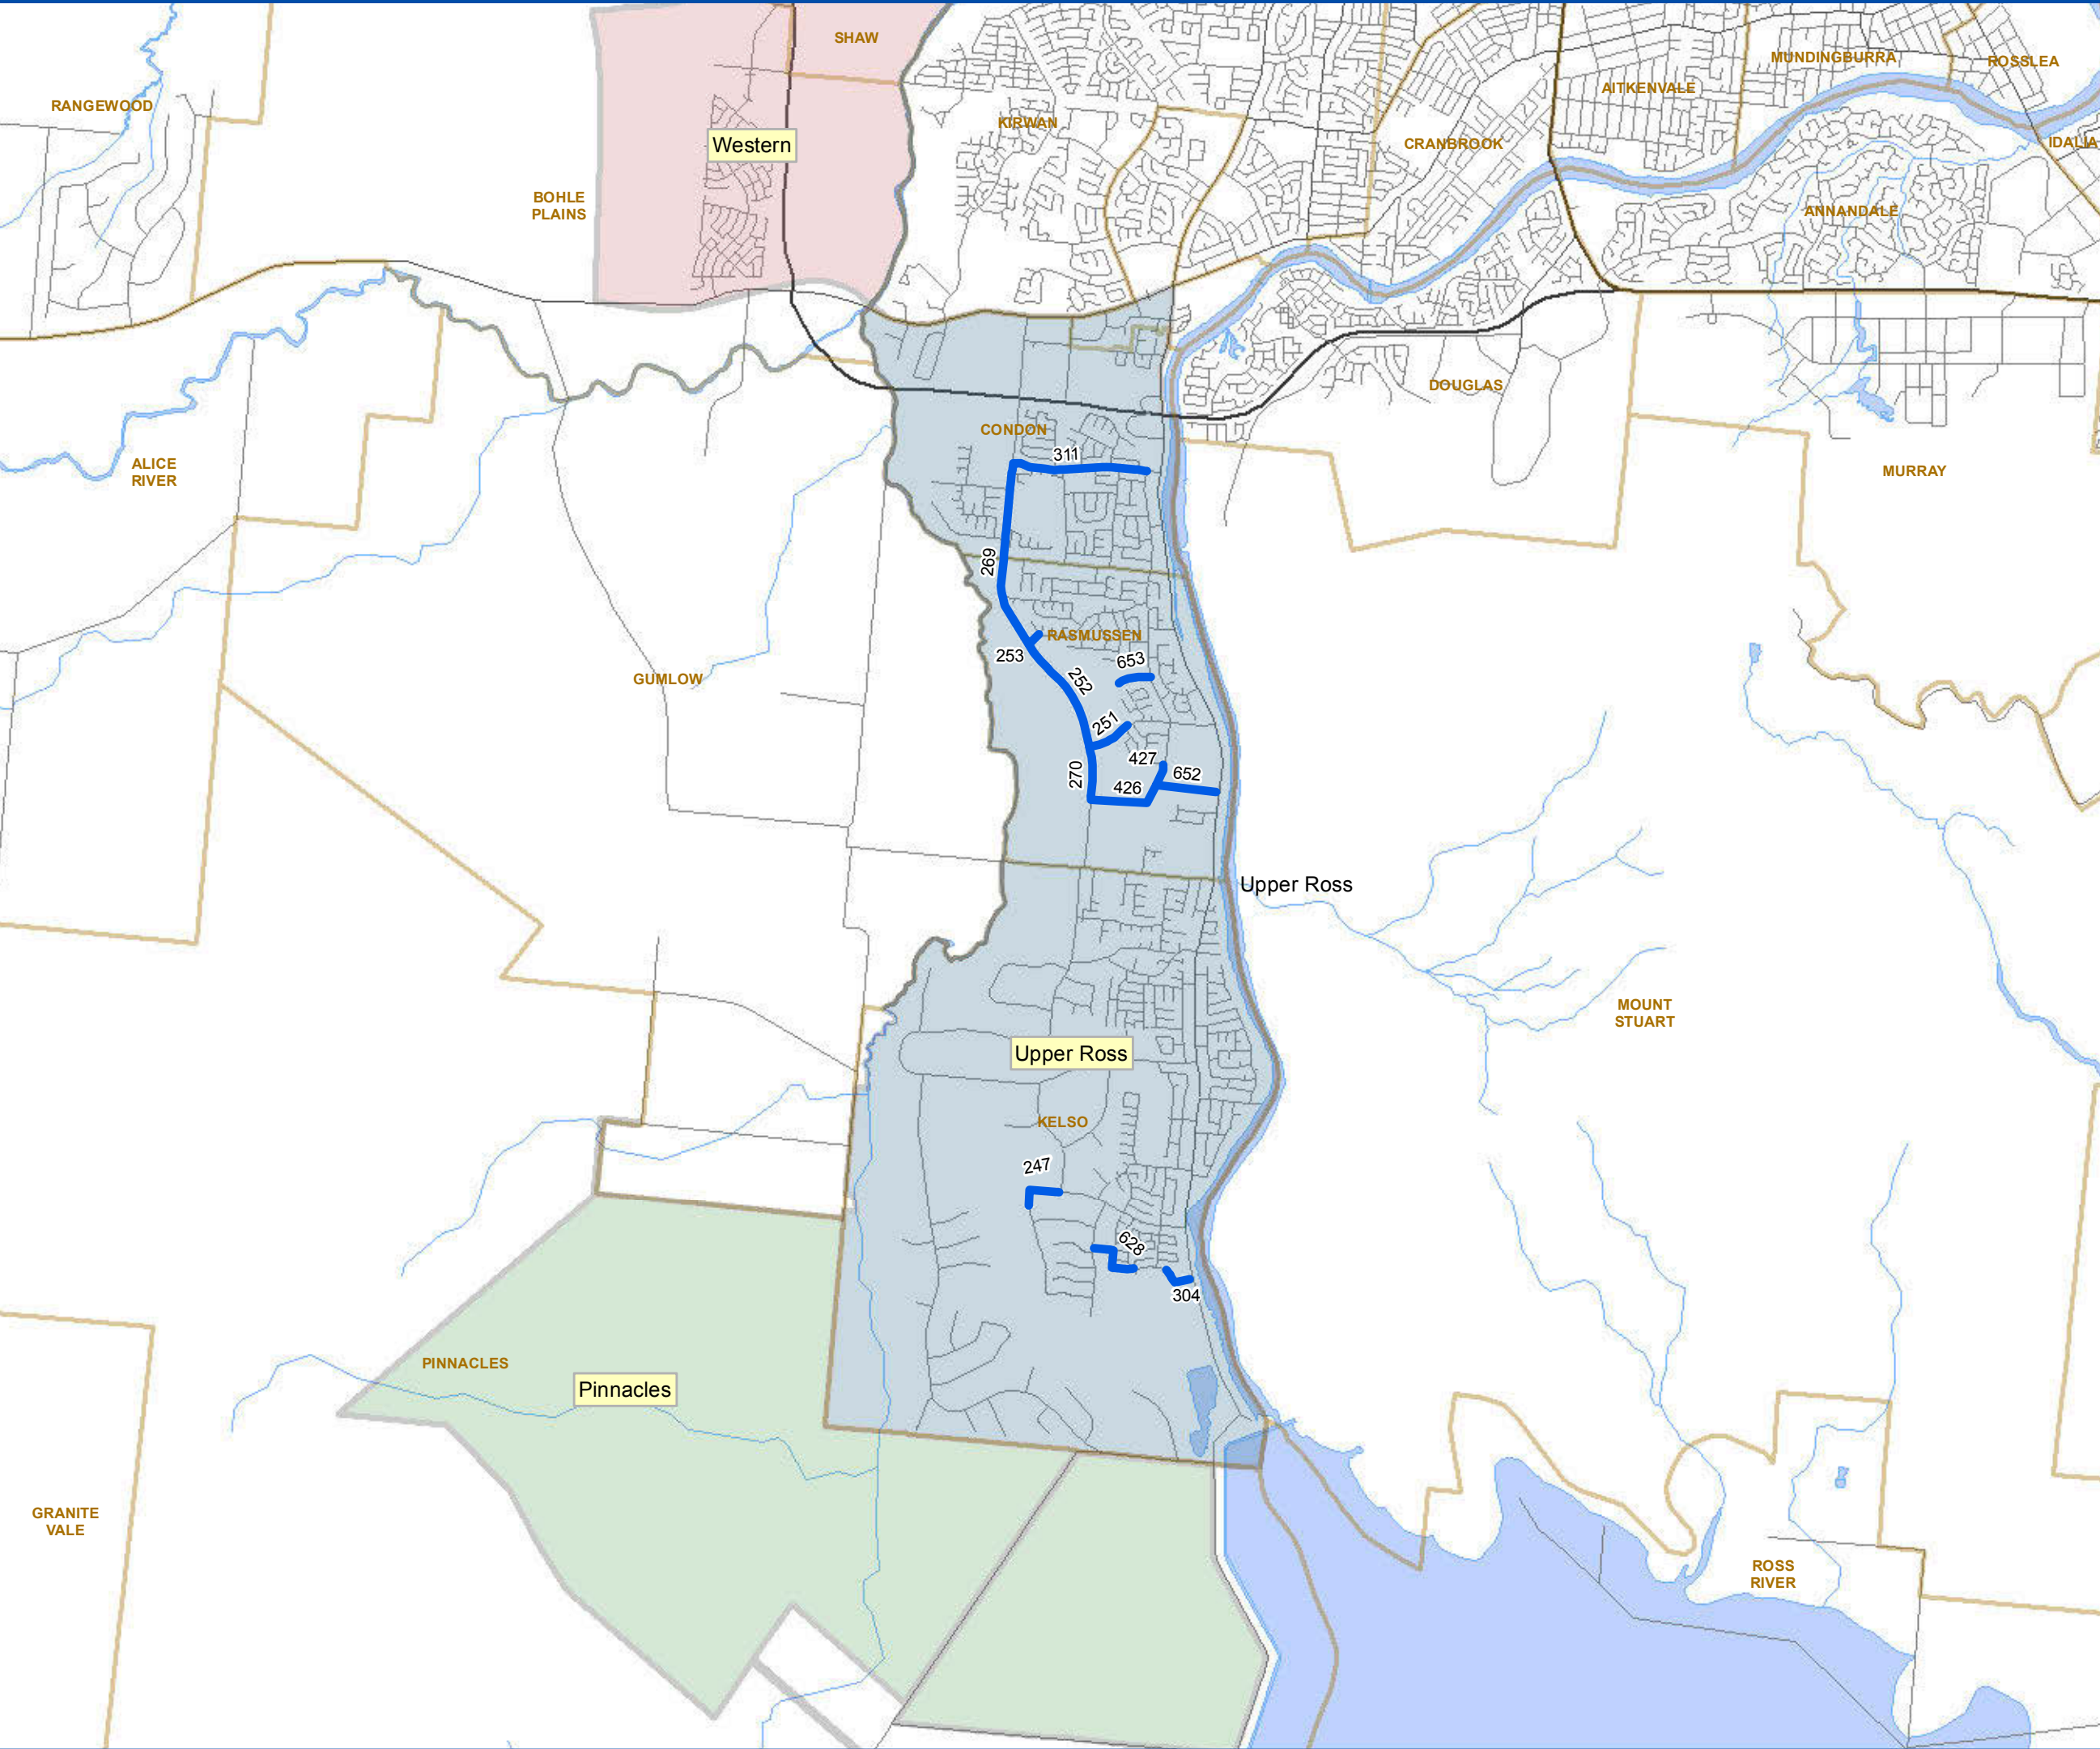 SHAW
MUNDINGBURRA
ROSSLEA
RANGEWOOD
AITKENVALE
KIRWAN
CRANBROOK
IDALIA
Western
BOHLE
PLAINS
ANNANDALE
DOUGLAS
CONDON
311
ALICE
RIVER
MURRAY
269
RASMUSSEN
253
653
252
GUMLOW
251
427
270
652
426
Upper Ross
MOUNT
STUART
Upper Ross
KELSO
247
628
304
PINNACLES
Pinnacles
GRANITE
VALE
ROSS
RIVER